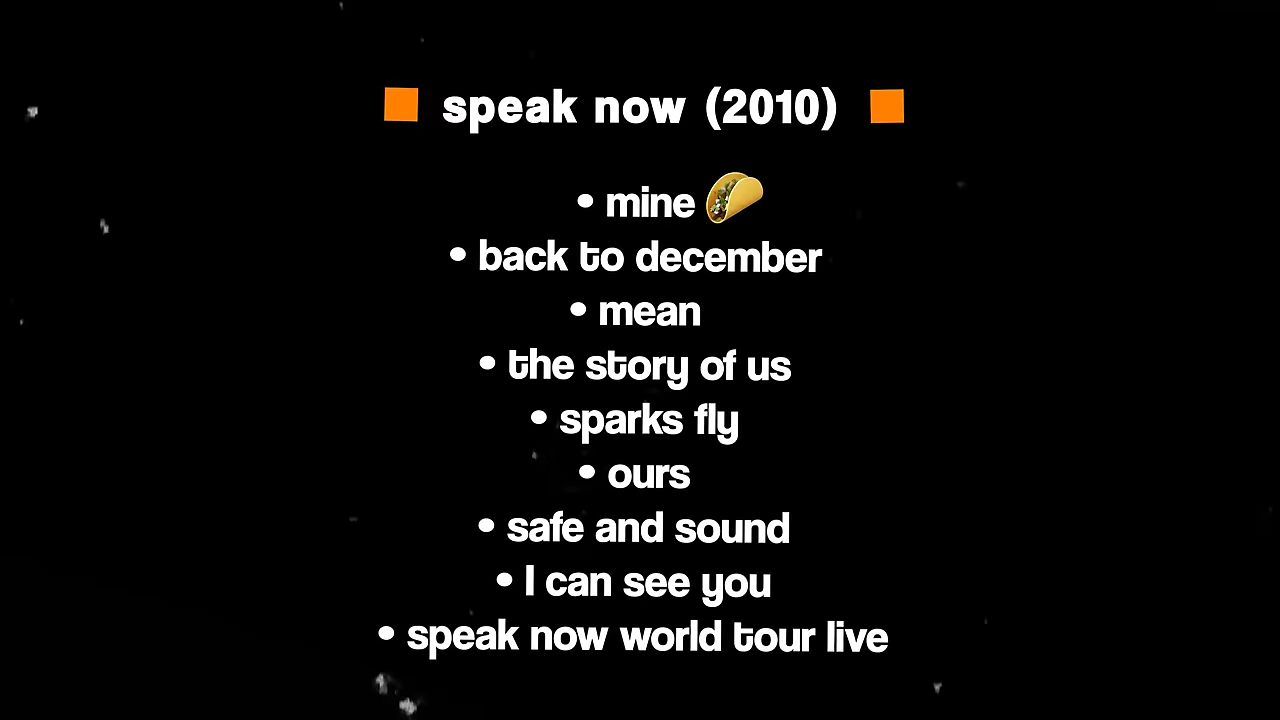 speak now (2010)
• mine 🌮
• back to december
• mean
• the story of us
• sparks fly
• ours
• safe and sound
• I can see you
• speak now world tour live